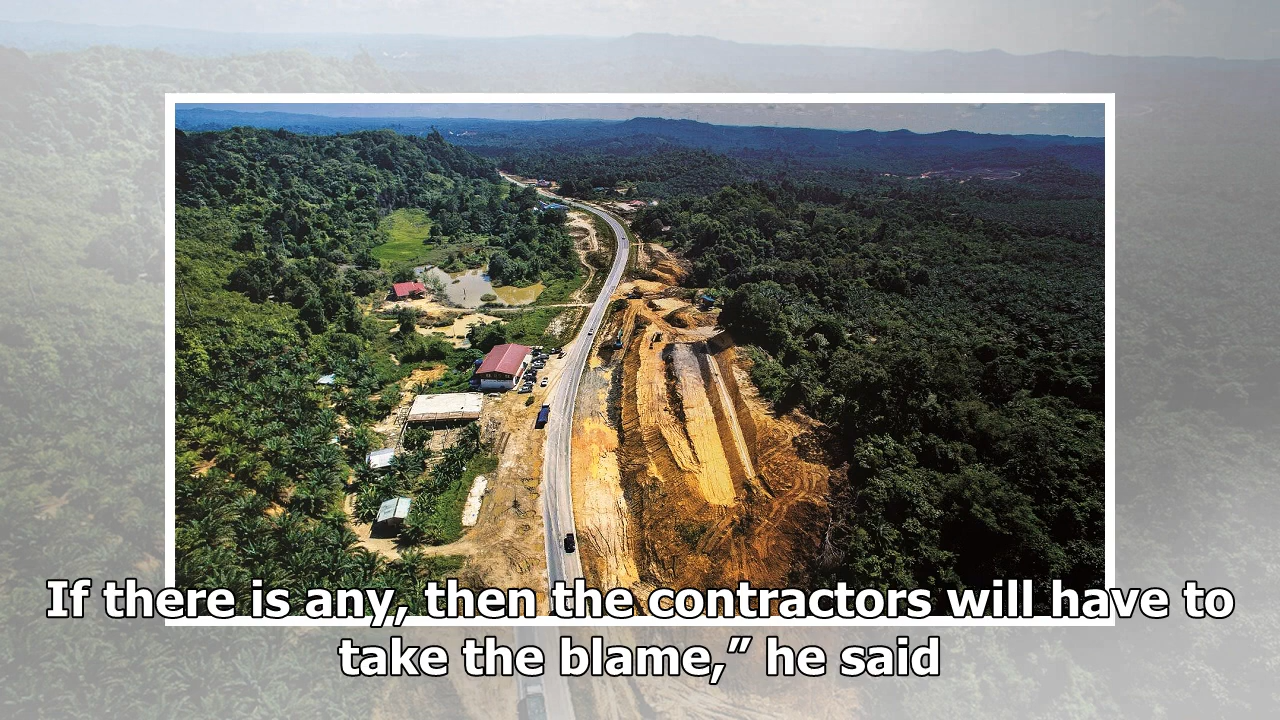 If there is any, then the contractors will have to
take the blame,” he said